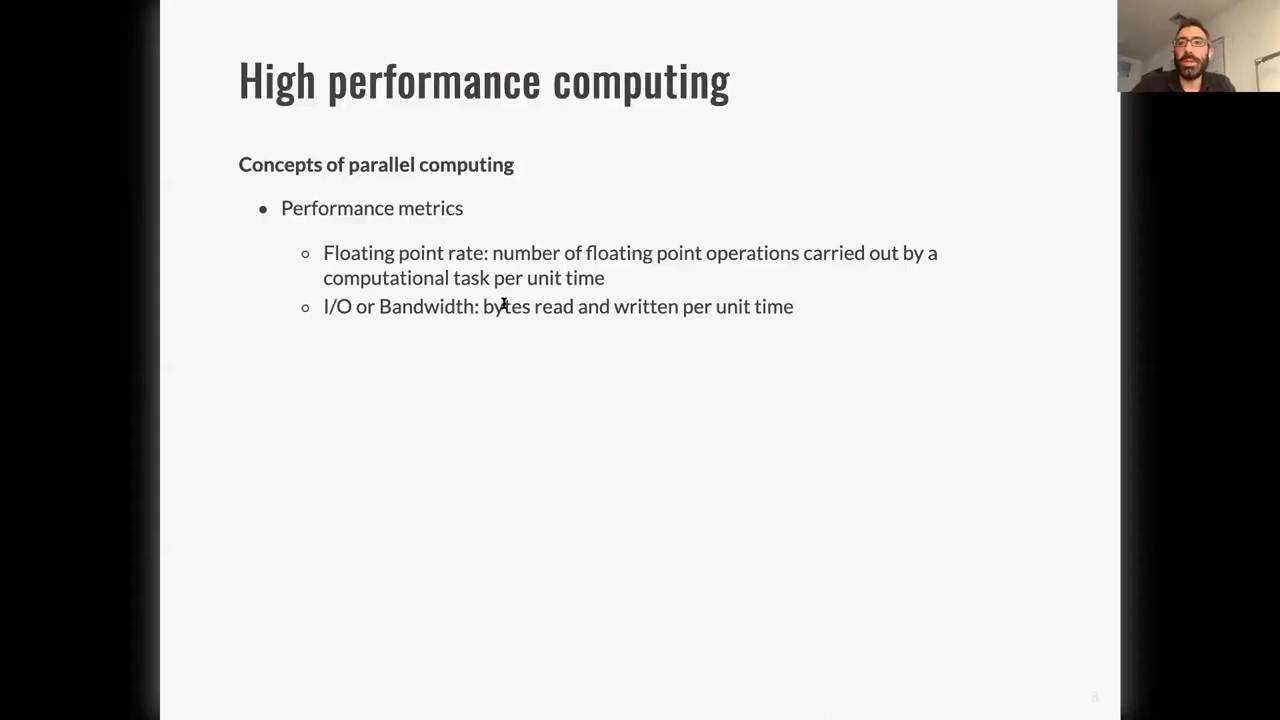 High performance computing
Concepts of parallel computing
Performance metrics
Floating point rate: number of floating point operations carried out by a
computational task per unit time
I/O or Bandwidth: bytes read and written per unit time
8